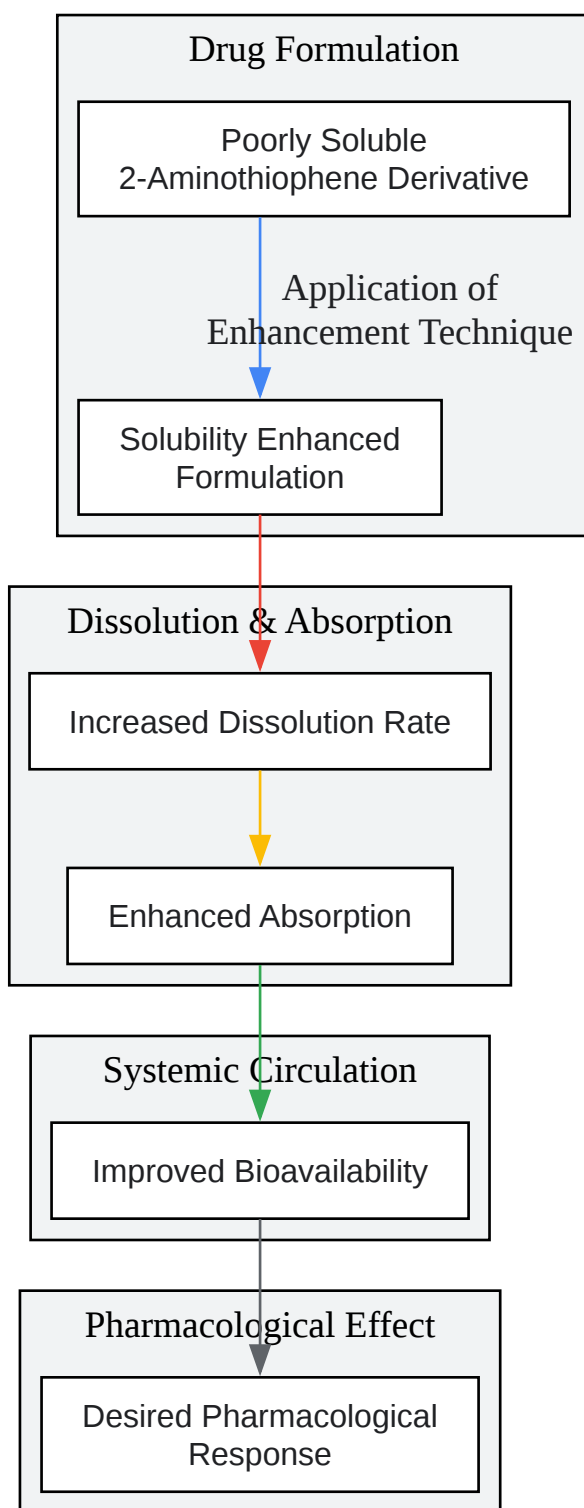 Drug Formulation
Poorly Soluble
2-Aminothiophene Derivative
Application of
Enhancement Technique
Solubility Enhanced
Formulation
Dissolution & Absorption
Increased Dissolution Rate
Enhanced Absorption
Systemic Circulation
Improved Bioavailability
Pharmacological Effect
Desired Pharmacological
Response